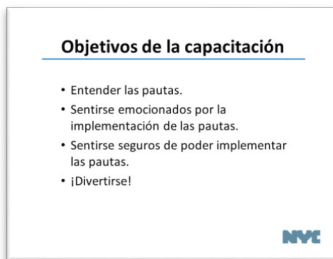 Objetivos de la capacitación
• Entender las pautas.
• Sentirse emocionados por la
implementación de las pautas.
• Sentirse seguros de poder implementar
las pautas.
• ¡Divertirse!
NYC